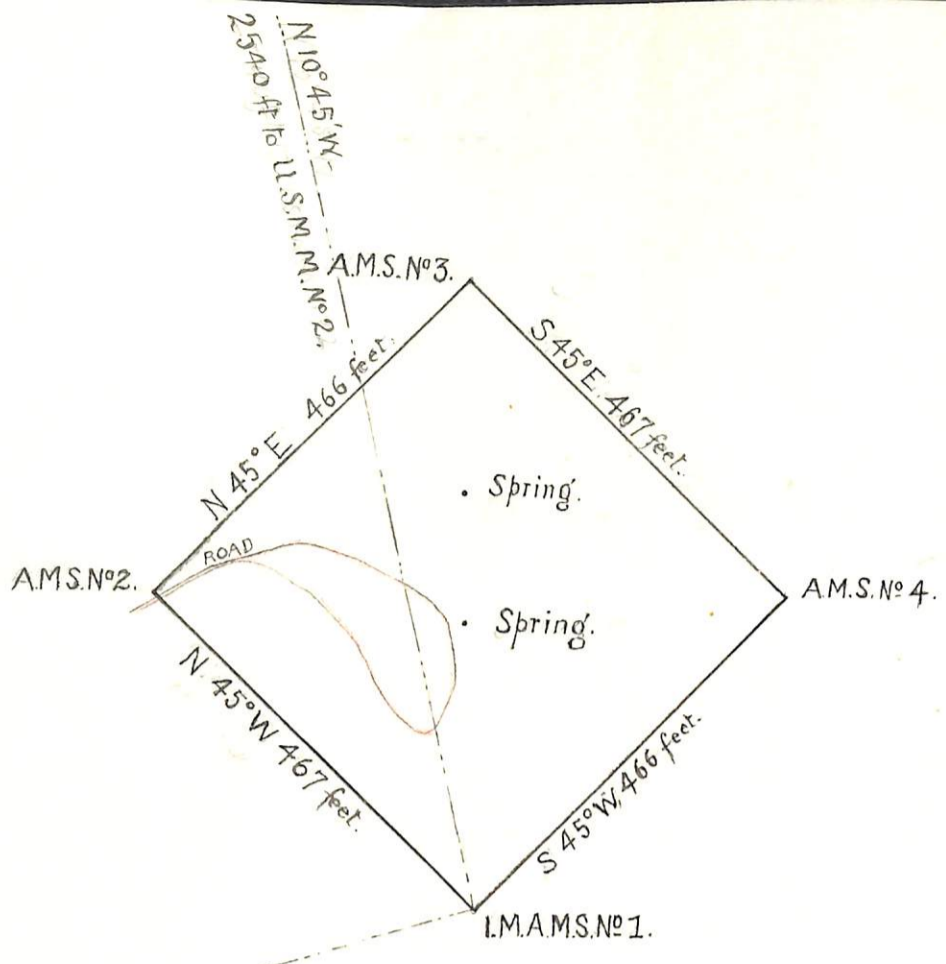 N 10° 45' W-
2540 ft to U.S.M.M. Nº 2.
A.M.S. Nº 3.
S 45° E. 467 feet.
N 45° E 466 feet.
Spring.
ROAD
A.M.S. Nº 2.
A.M.S. Nº 4.
Spring.
N. 45° W 467 feet.
S 45° W, 466 feet.
I.M.A.M.S. Nº 1.